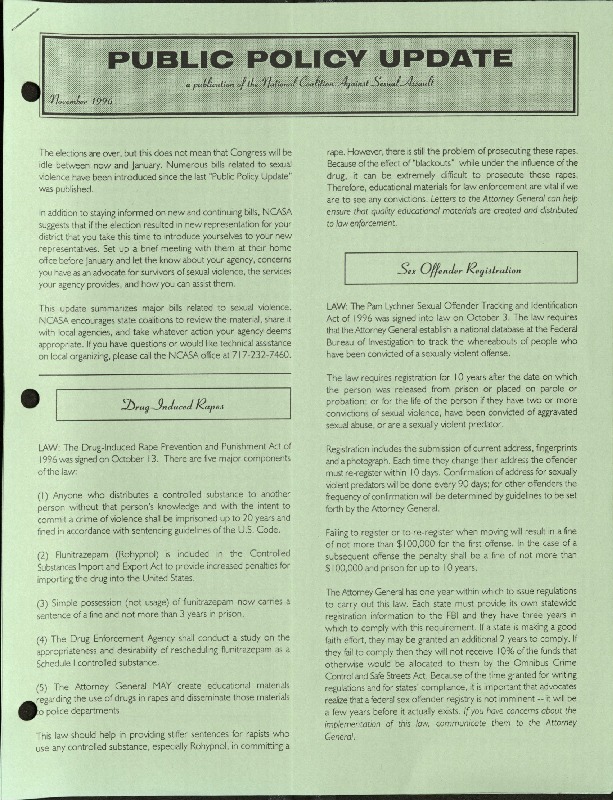 PUBLIC POLICY UPDATE
a publication of the National Coalition Against Sexual Assault
November 1996
The elections are over, but this does not mean that Congress will be
idle between now and January. Numerous bills related to sexual
violence have been introduced since the last "Public Policy Update"
was published.
In addition to staying informed on new and continuing bills, NCASA
suggests that if the election resulted in new representation for your
district that you take this time to introduce yourselves to your new
representatives. Set up a brief meeting with them at their home
office before January and let the know about your agency, concerns
you have as an advocate for survivors of sexual violence, the services
your agency provides, and how you can assist them.
This update summarizes major bills related to sexual violence.
NCASA encourages state coalitions to review the material, share it
with local agencies, and take whatever action your agency deems
appropriate. If you have questions or would like technical assistance
on local organizing, please call the NCASA office at 717-232-7460.
Drug-Induced Rapes
LAW: The Drug-Induced Rape Prevention and Punishment Act of
1996 was signed on October 13. There are five major components
of the law:
(1) Anyone who distributes a controlled substance to another
person without that person's knowledge and with the intent to
commit a crime of violence shall be imprisoned up to 20 years and
fined in accordance with sentencing guidelines of the U.S. Code.
(2) Flunitrazepam (Rohypnol) is included in the Controlled
Substances Import and Export Act to provide increased penalties for
importing the drug into the United States.
(3) Simple possession (not usage) of funitrazepam now carries a
sentence of a fine and not more than 3 years in prison.
(4) The Drug Enforcement Agency shall conduct a study on the
appropriateness and desirability of rescheduling flunitrazepam as a
Schedule I controlled substance.
(5) The Attorney General MAY create educational materials
regarding the use of drugs in rapes and disseminate those materials
to police departments
This law should help in providing stiffer sentences for rapists who
use any controlled substance, especially Rohypnol, in committing a
rape. However, there is still the problem of prosecuting these rapes.
Because of the effect of "blackouts" while under the influence of the
drug, it can be extremely difficult to prosecute these rapes.
Therefore, educational materials for law enforcement are vital if we
are to see any convictions. Letters to the Attorney General can help
ensure that quality educational materials are created and distributed
to law enforcement.
Sex Offender Registration
LAW: The Pam Lychner Sexual Offender Tracking and Identification
Act of 1996 was signed into law on October 3. The law requires
that the Attorney General establish a national database at the Federal
Bureau of Investigation to track the whereabouts of people who
have been convicted of a sexually violent offense.
The law requires registration for 10 years after the date on which
the person was released from prison or placed on parole or
probation; or for the life of the person if they have two or more
convictions of sexual violence, have been convicted of aggravated
sexual abuse, or are a sexually violent predator.
Registration includes the submission of current address, fingerprints
and a photograph. Each time they change their address the offender
must re-register within 10 days. Confirmation of address for sexually
violent predators will be done every 90 days; for other offenders the
frequency of confirmation will be determined by guidelines to be set
forth by the Attorney General.
Failing to register or to re-register when moving will result in a fine
of not more than $100,000 for the first offense. In the case of a
subsequent offense the penalty shall be a fine of not more than
$100,000 and prison for up to 10 years.
The Attorney General has one year within which to issue regulations
to carry out this law. Each state must provide its own statewide
registration information to the FBI and they have three years in
which to comply with this requirement. If a state is making a good
faith effort, they may be granted an additional 2 years to comply. If
they fail to comply then they will not receive 10% of the funds that
otherwise would be allocated to them by the Omnibus Crime
Control and Safe Streets Act. Because of the time granted for writing
regulations and for states' compliance, it is important that advocates
realize that a federal sex offender registry is not imminent -- it will be
a few years before it actually exists. If you have concerns about the
implementation of this law, communicate them to the Attorney
General.